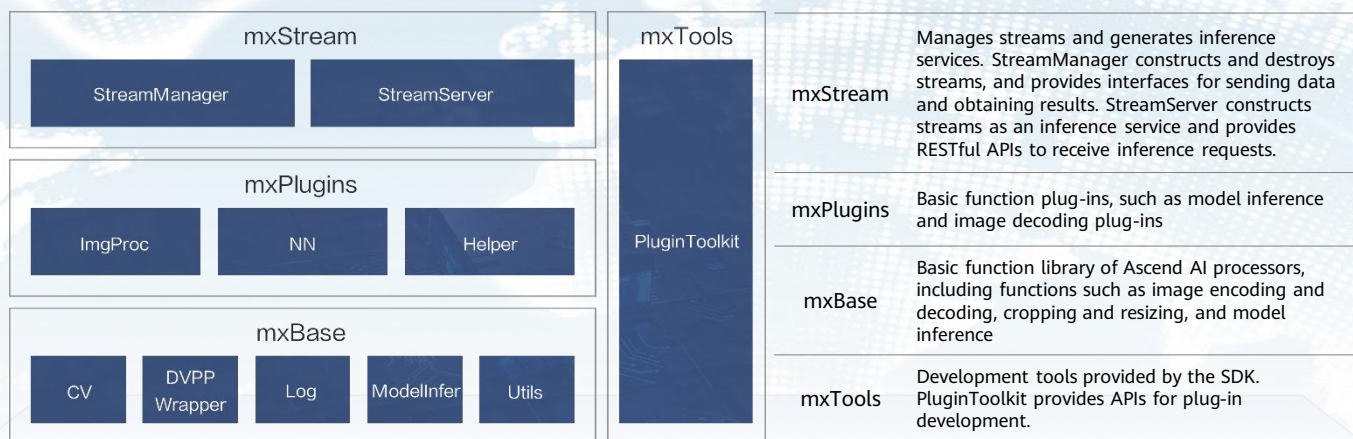 mxStream
StreamManager
StreamServer
mxPlugins
ImgProc
NN
Helper
mxBase
CV
DVPP
Wrapper
Log
ModelInfer
Utils
mxTools
PluginToolkit
mxStream
Manages streams and generates inference
services. StreamManager constructs and destroys
streams, and provides interfaces for sending data
and obtaining results. StreamServer constructs
streams as an inference service and provides
RESTful APIs to receive inference requests.
mxPlugins
Basic function plug-ins, such as model inference
and image decoding plug-ins
mxBase
Basic function library of Ascend AI processors,
including functions such as image encoding and
decoding, cropping and resizing, and model
inference
mxTools
Development tools provided by the SDK.
PluginToolkit provides APIs for plug-in
development.